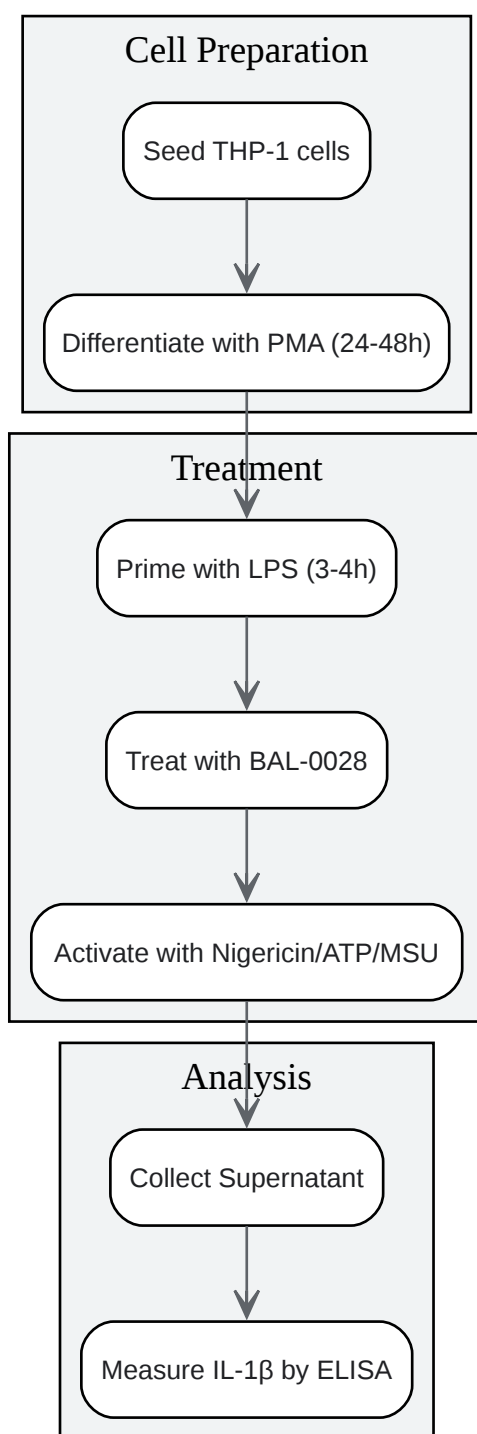 Cell Preparation
Seed THP-1 cells
Differentiate with PMA (24-48h)
Treatment
Prime with LPS (3-4h)
Treat with BAL-0028
Activate with Nigericin/ATP/MSU
Analysis
Collect Supernatant
Measure IL-1β by ELISA